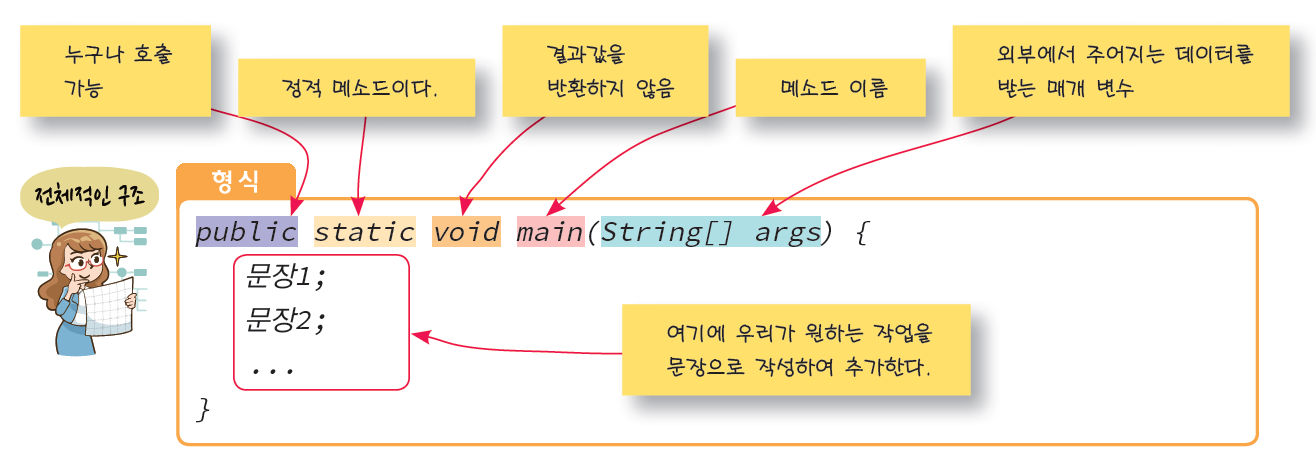 누구나 호출
가능
정적 메소드이다.
결과값을
반환하지 않음
메소드 이름
외부에서 주어지는 데이터를
받는 매개 변수
전체적인 구조
형식
public static void main(String[] args) {
문장1;
문장2;
...
}
여기에 우리가 원하는 작업을
문장으로 작성하여 추가한다.